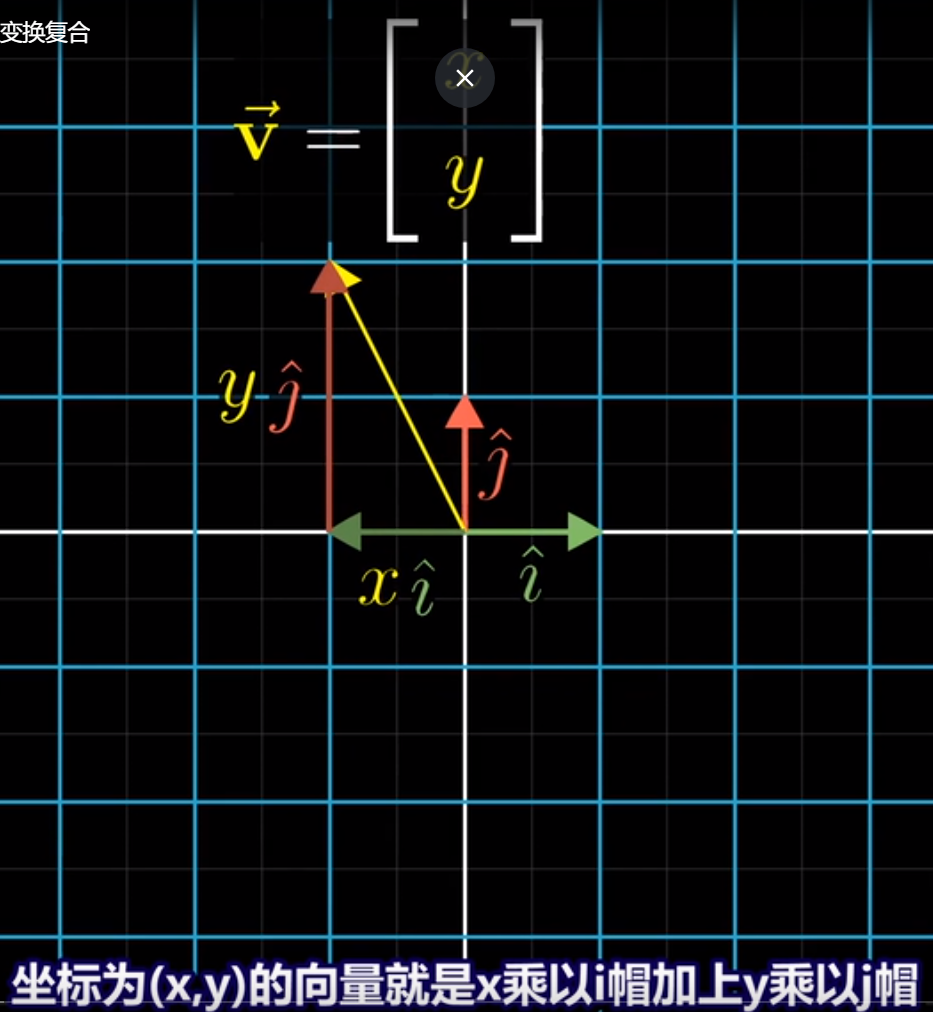 变换复合
v⃗ = [x y]
y ĵ
ĵ
x î
î
坐标为(x,y)的向量就是x乘以i帽加上y乘以j帽